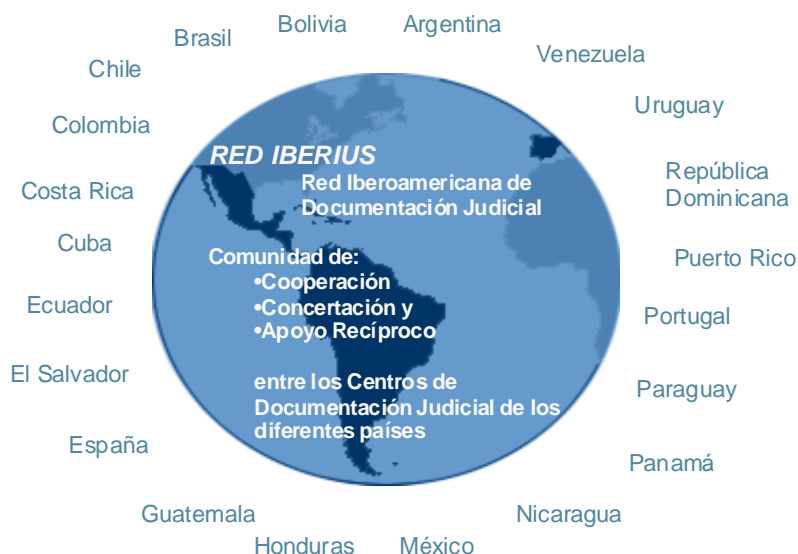 Bolivia
Argentina
Brasil
Venezuela
Chile
Uruguay
Colombia
RED IBERIUS
Red Iberoamericana de
Documentación Judicial
República
Dominicana
Costa Rica
Cuba
Puerto Rico
Comunidad de:
•Cooperación
•Concertación y
•Apoyo Recíproco
Ecuador
Portugal
El Salvador
entre los Centros de
Documentación Judicial de los
diferentes países
Paraguay
España
Panamá
Guatemala
Nicaragua
Honduras
México